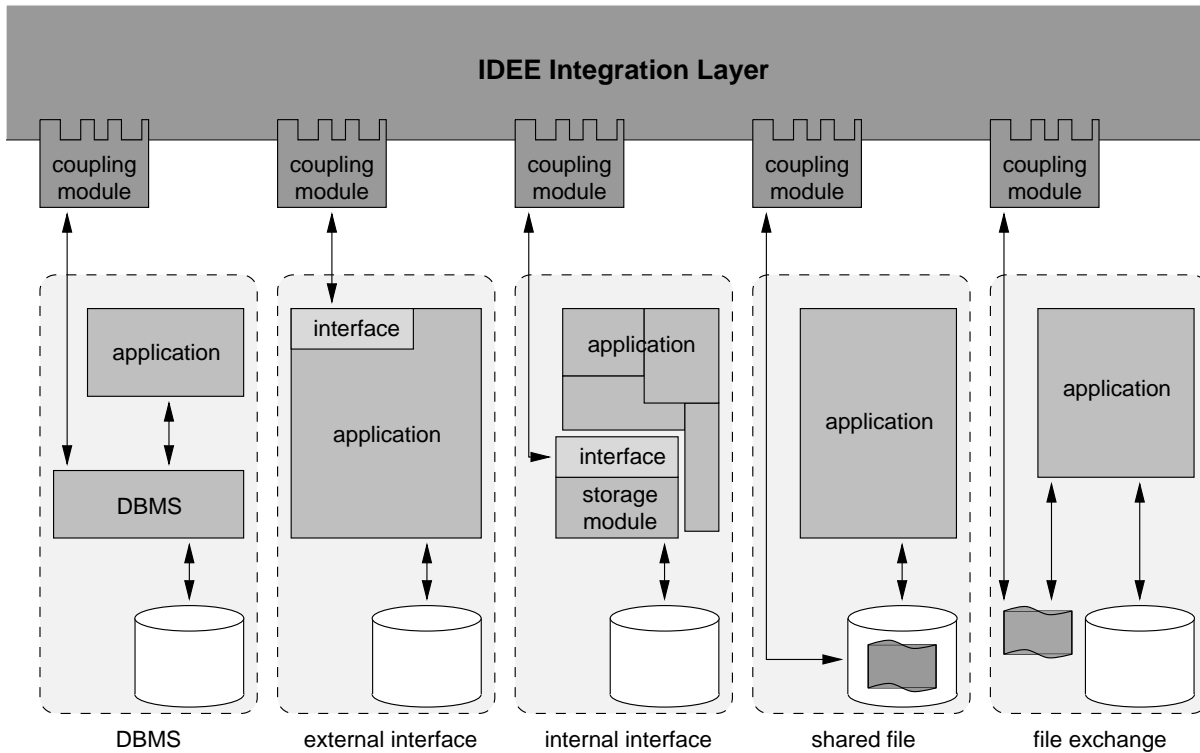 IDEE Integration Layer
coupling
module
coupling
module
coupling
module
coupling
module
coupling
module
application
DBMS
interface
application
application
interface
storage
module
application
application
DBMS
external interface
internal interface
shared file
file exchange